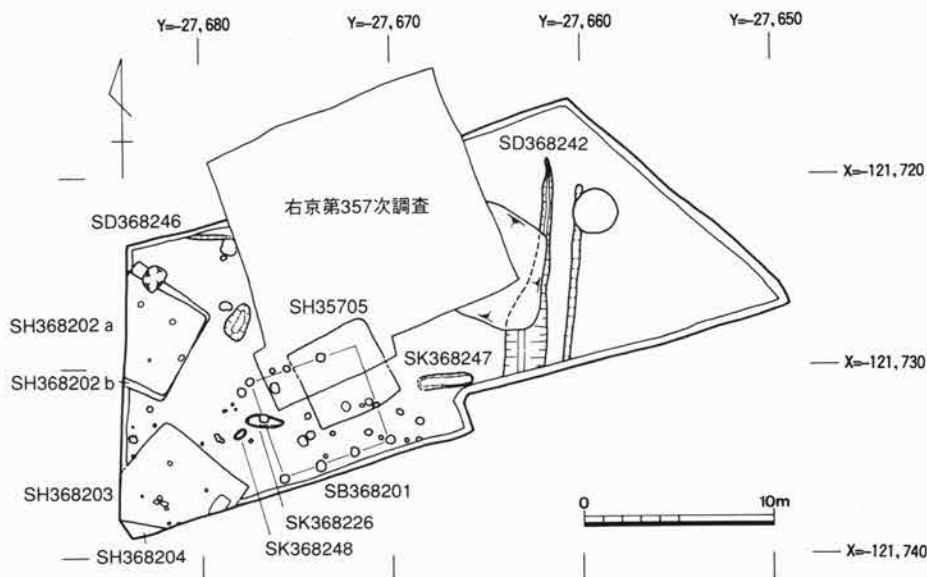 Y=-27,680
Y=-27,670
Y=-27,660
Y=-27,650
SD368242
X=-121,720
右京第357次調査
SD368246
SH35705
SH368202 a
SK368247
X=-121,730
SH368202 b
SH368203
SB368201
0
10m
SK368226
SK368248
SH368204
X=-121,740